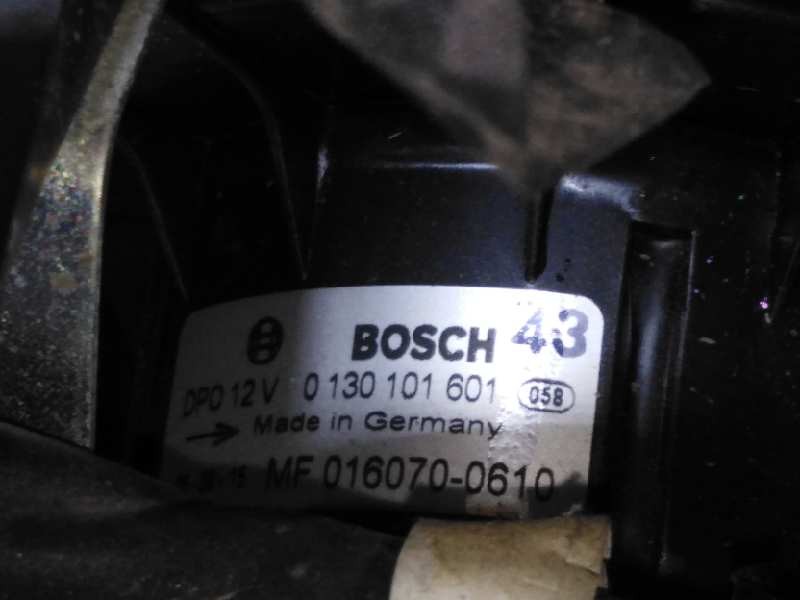 BOSCH 43
DPO 12 V 0 130 101 601 058
Made in Germany
MF 016070-0610